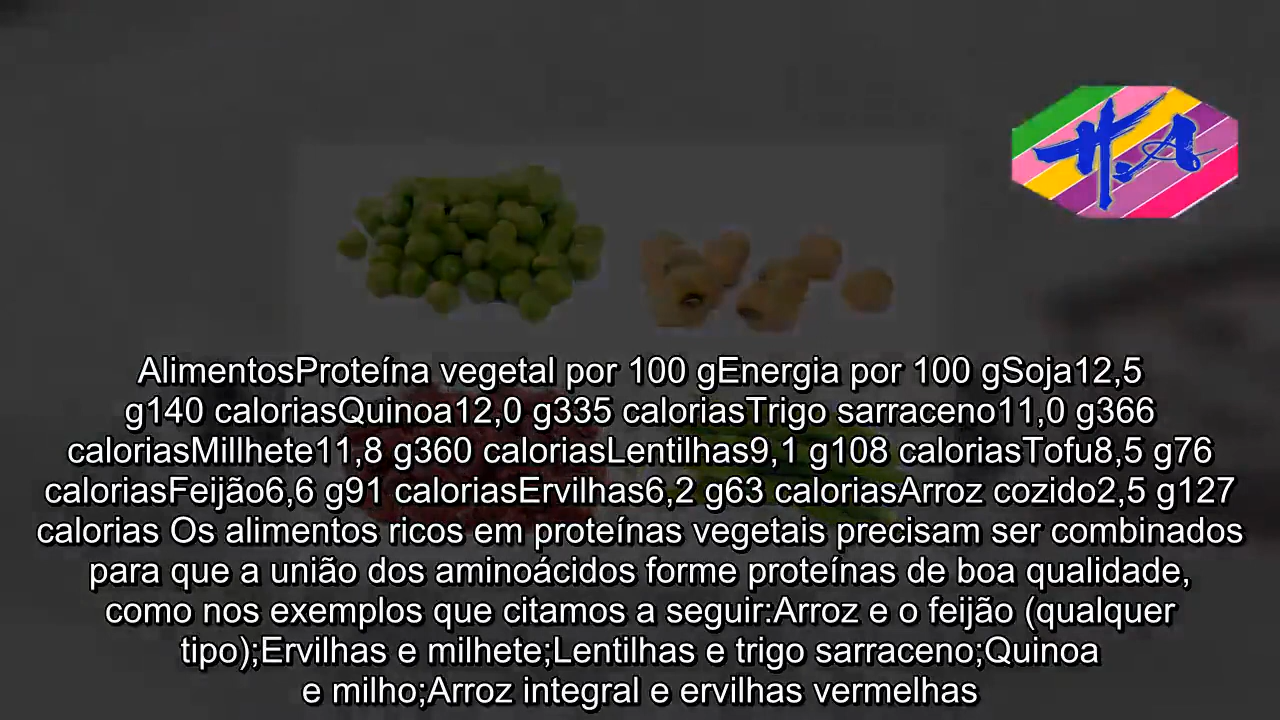 H.A
AlimentosProteína vegetal por 100 gEnergia por 100 gSoja12,5
g140 caloriasQuinoa12,0 g335 caloriasTrigo sarraceno11,0 g366
caloriasMillhete11,8 g360 caloriasLentilhas9,1 g108 caloriasTofu8,5 g76
caloriasFeijão6,6 g91 caloriasErvilhas6,2 g63 caloriasArroz cozido2,5 g127
calorias Os alimentos ricos em proteínas vegetais precisam ser combinados
para que a união dos aminoácidos forme proteínas de boa qualidade,
como nos exemplos que citamos a seguir:Arroz e o feijão (qualquer
tipo);Ervilhas e milhete;Lentilhas e trigo sarraceno;Quinoa
e milho;Arroz integral e ervilhas vermelhas